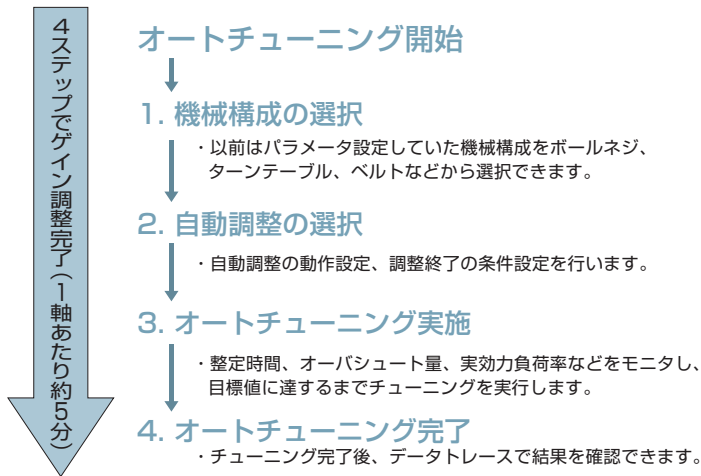 4ステップでゲイン調整完了(1軸あたり約5分)
オートチューニング開始
1. 機械構成の選択
・以前はパラメータ設定していた機械構成をボールネジ、
ターンテーブル、ベルトなどから選択できます。
2. 自動調整の選択
・自動調整の動作設定、調整終了の条件設定を行います。
3. オートチューニング実施
・整定時間、オーバシュート量、実効力負荷率などをモニタし、
目標値に達するまでチューニングを実行します。
4. オートチューニング完了
・チューニング完了後、データトレースで結果を確認できます。